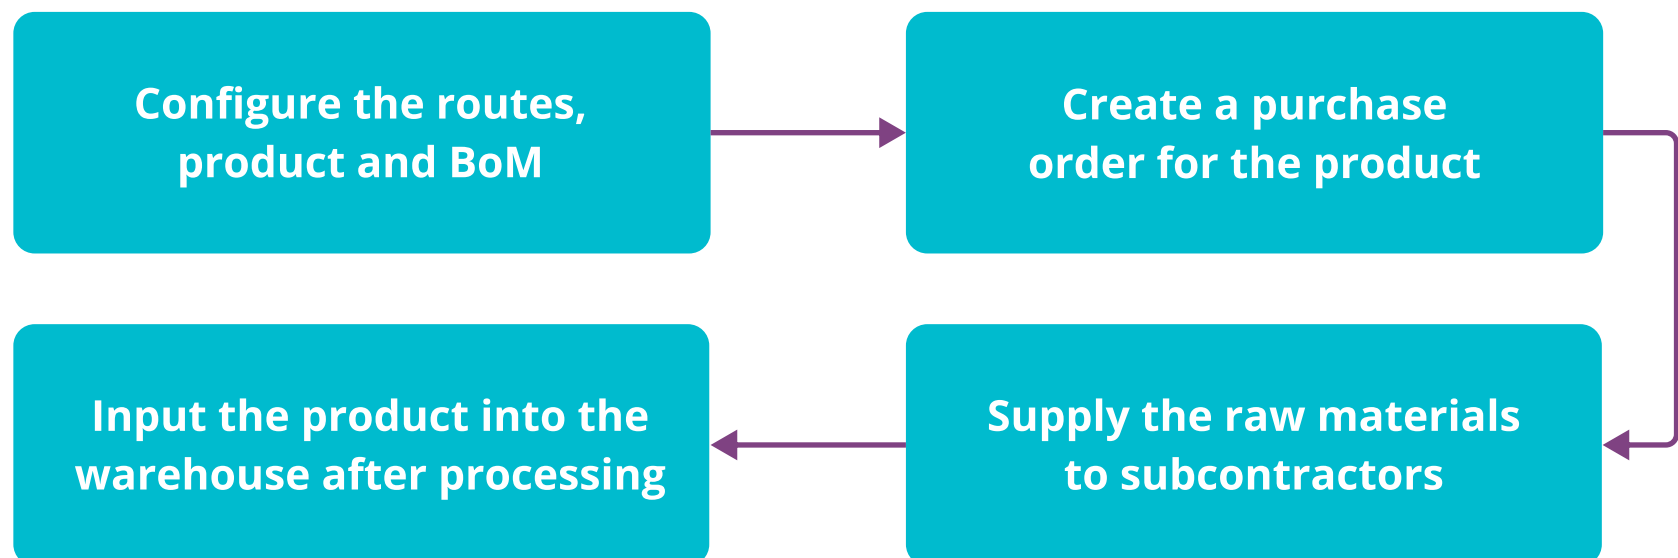 Configure the routes,
product and BoM
Create a purchase
order for the product
Supply the raw materials
to subcontractors
Input the product into the
warehouse after processing